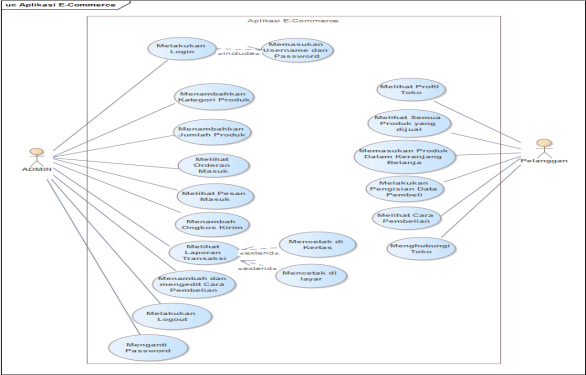 uc Aplikasi E-Commerce
Aplikasi E-Commerce
Melakukan
Login
«include»
Memasukan
Username dan
Password
Menambahkan
Kategori Produk
Menambahkan
Jumlah Produk
Melihat
Orderan
Masuk
Melihat Pesan
Masuk
Menambah
Ongkos Kirim
Melihat
Laporan
Transaksi
«extend»
Mencetak di
Kertas
«extend»
Mencetak di
layar
Menambah dan
mengedit Cara
Pembelian
Melakukan
Logout
Menganti
Password
ADMIN
Melihat Profil
Toko
Melihat Semua
Produk yang
dijual
Memasukan Produk
Dalam Keranjang
Belanja
Melakukan
Pengisian Data
Pembeli
Melihat Cara
Pembelian
Menghubungi
Toko
Pelanggan